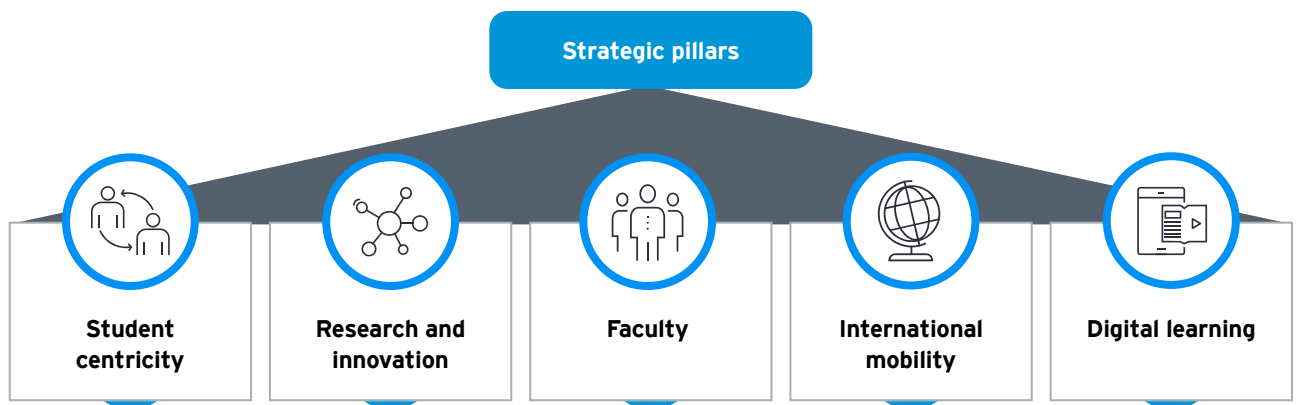 Strategic pillars
Student
centricity
Research and
innovation
Faculty
International
mobility
Digital learning